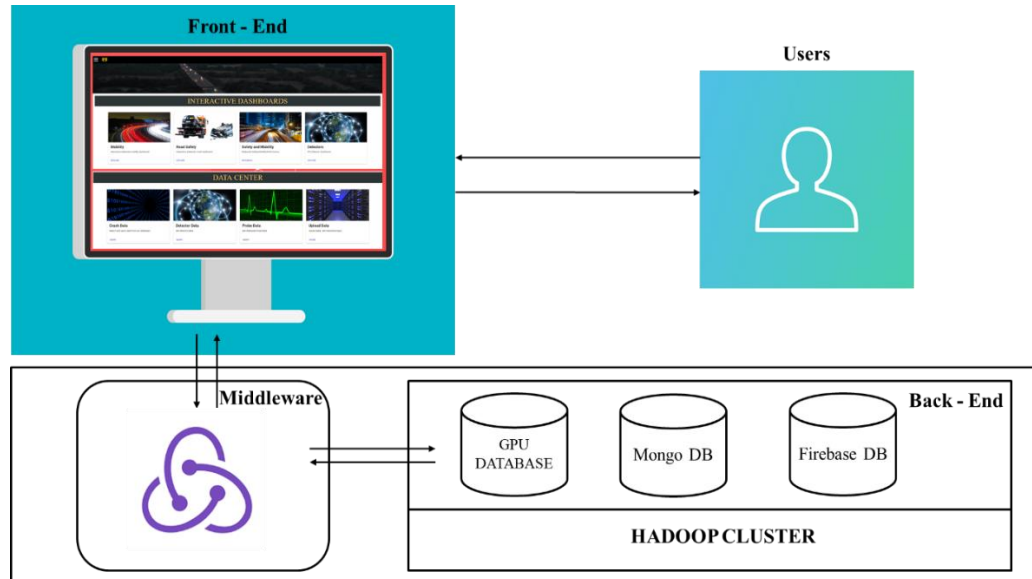 Front - End
Users
INTERACTIVE DASHBOARDS
Mobility
Road Safety
Safety and Mobility
Detectors
DATA CENTER
Crash Data
Detector Data
Probe Data
Upload Data
Middleware
Back - End
GPU
DATABASE
Mongo DB
Firebase DB
HADOOP CLUSTER